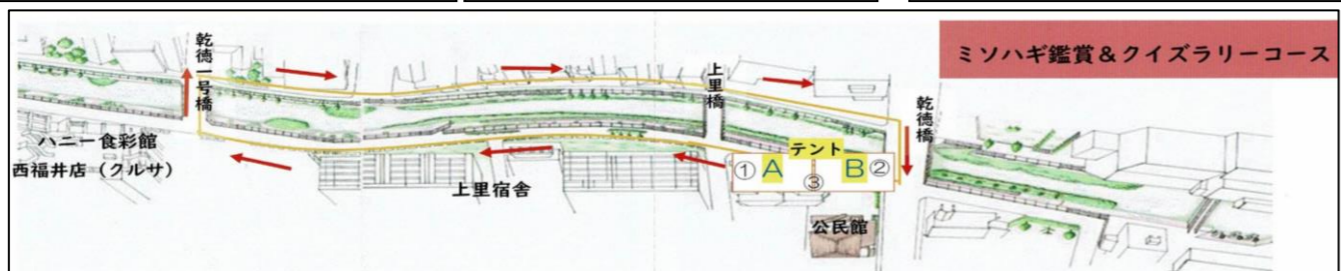 ミソハギ鑑賞&クイズラリーコース
乾徳一号橋
上里橋
乾徳橋
ハニー食彩館
西福井店（クルサ）
テント
① A
B ②
③
上里宿舎
公民館